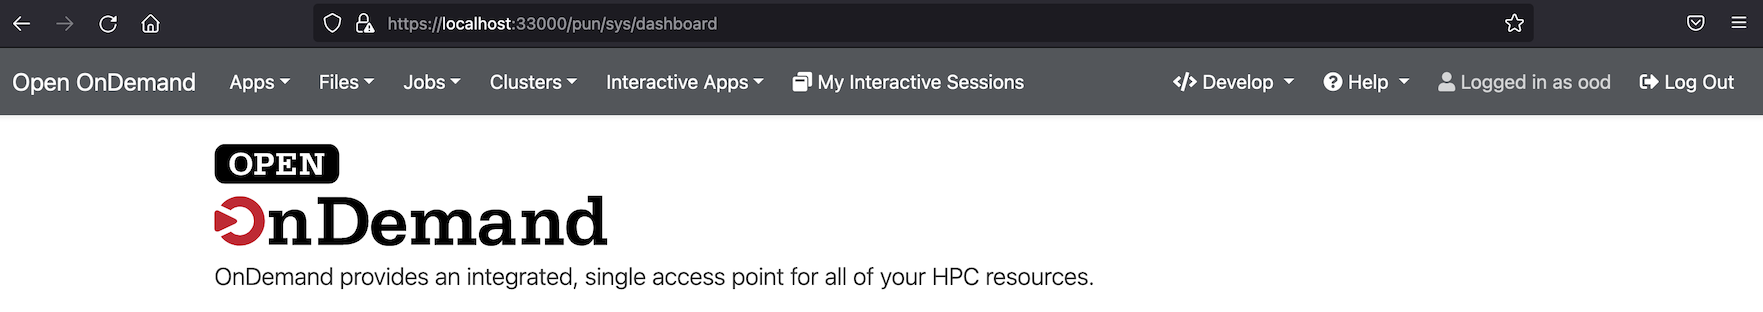 https://localhost:33000/pun/sys/dashboard
Open OnDemand Apps Files Jobs Clusters Interactive Apps My Interactive Sessions Develop Help Logged in as ood Log Out
OPEN
OnDemand
OnDemand provides an integrated, single access point for all of your HPC resources.